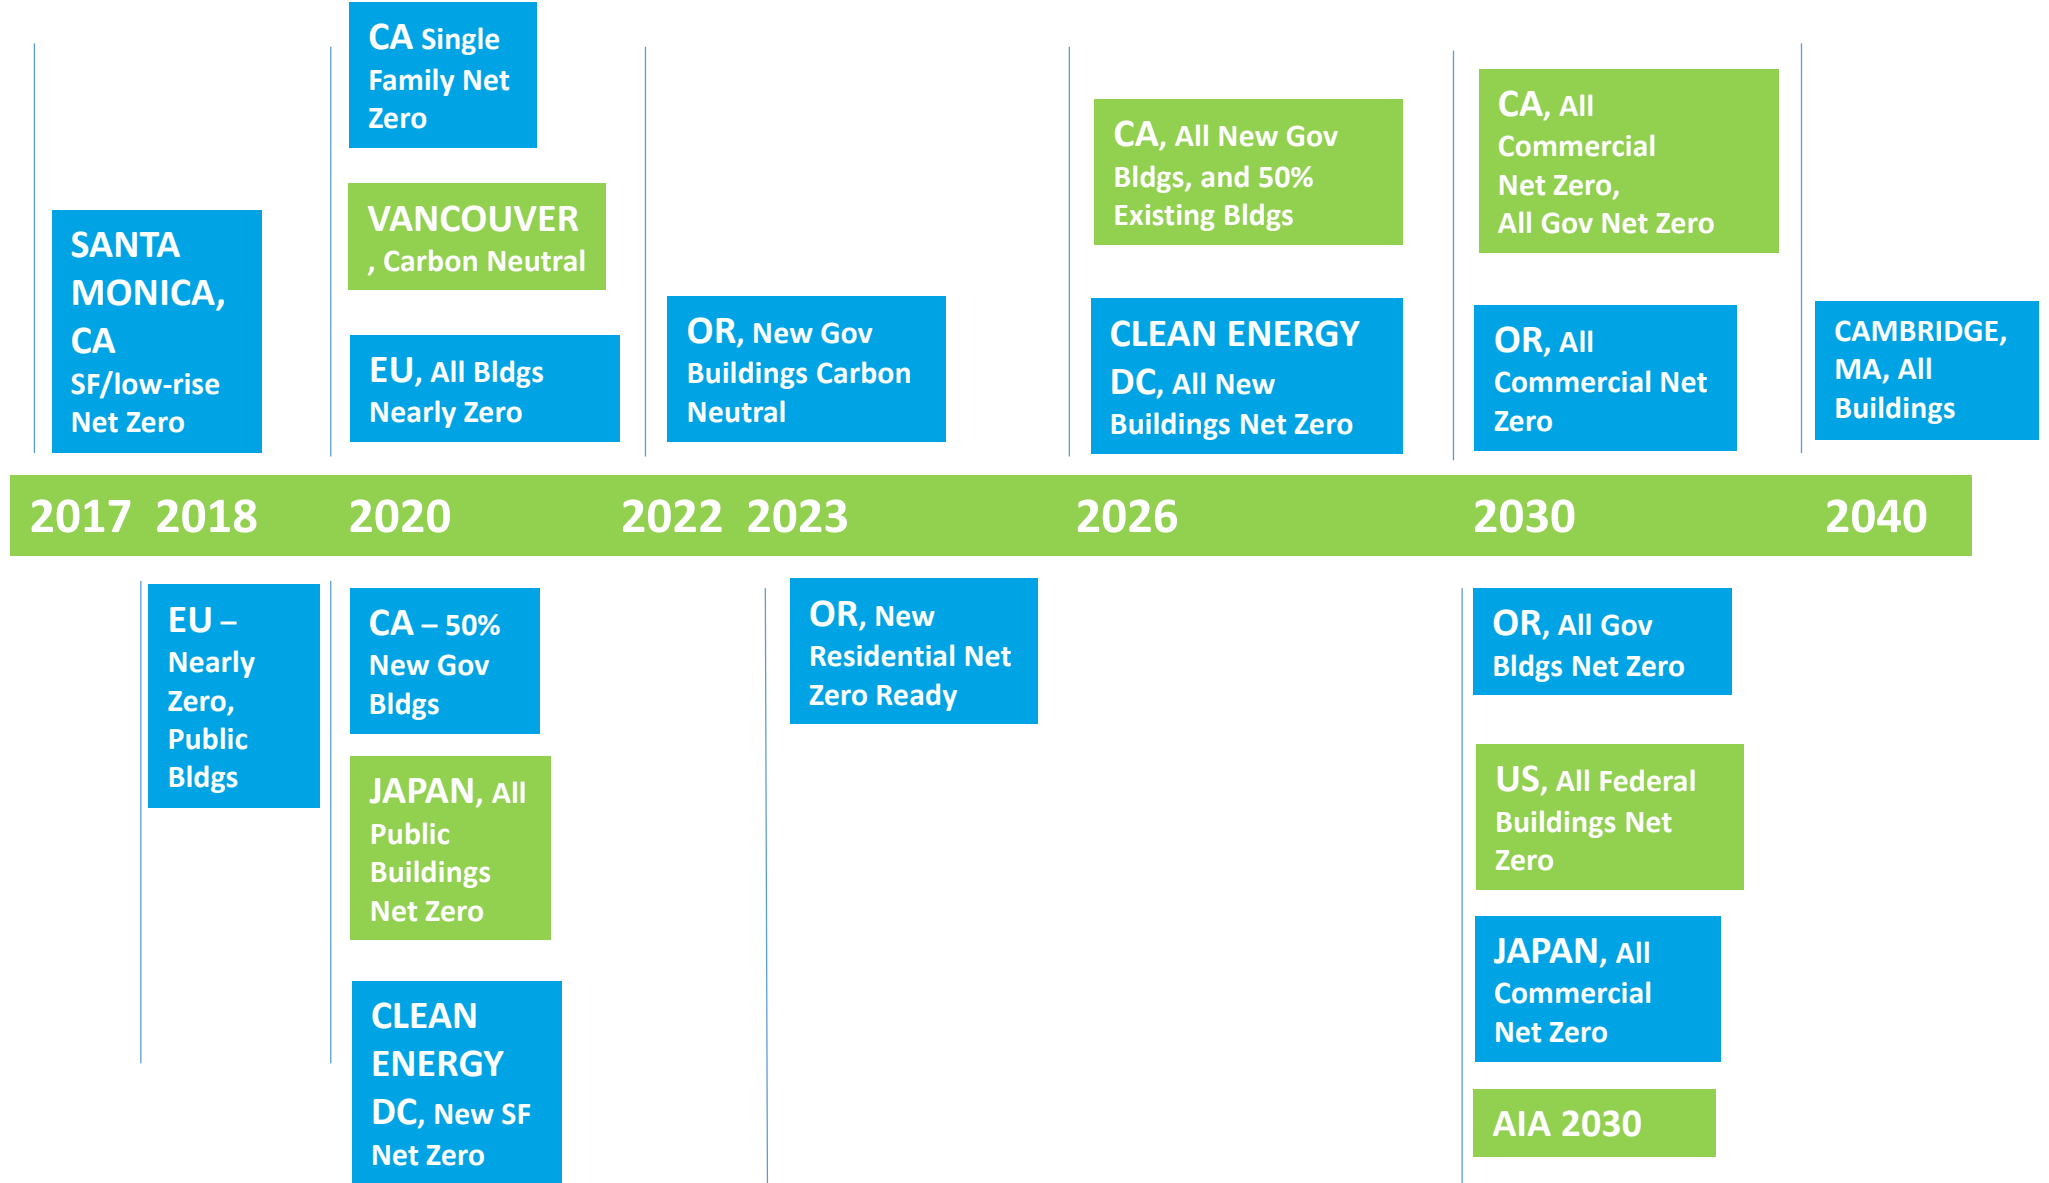 CA Single
Family Net
Zero
VANCOUVER
, Carbon Neutral
EU, All Bldgs
Nearly Zero
SANTA
MONICA,
CA
SF/low-rise
Net Zero
OR, New Gov
Buildings Carbon
Neutral
CA, All New Gov
Bldgs, and 50%
Existing Bldgs
CLEAN ENERGY
DC, All New
Buildings Net Zero
CA, All
Commercial
Net Zero,
All Gov Net Zero
OR, All
Commercial Net
Zero
CAMBRIDGE,
MA, All
Buildings
2017 2018 2020 2022 2023 2026 2030 2040
EU –
Nearly
Zero,
Public
Bldgs
CA – 50%
New Gov
Bldgs
JAPAN, All
Public
Buildings
Net Zero
CLEAN
ENERGY
DC, New SF
Net Zero
OR, New
Residential Net
Zero Ready
OR, All Gov
Bldgs Net Zero
US, All Federal
Buildings Net
Zero
JAPAN, All
Commercial
Net Zero
AIA 2030